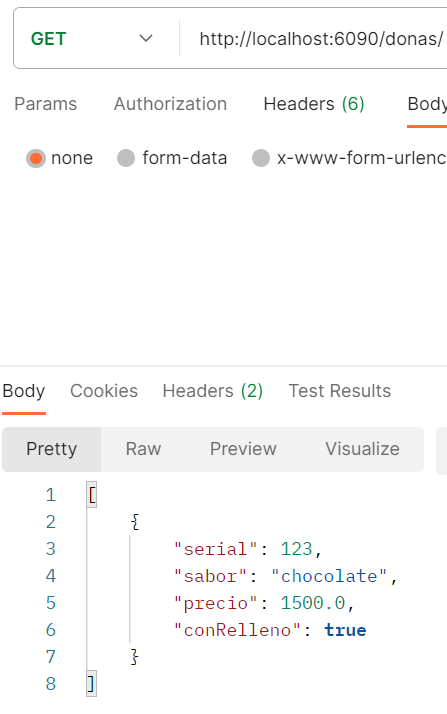 GET http://localhost:6090/donas/
Params Authorization Headers (6) Body
none form-data x-www-form-urlenc
Body Cookies Headers (2) Test Results
Pretty Raw Preview Visualize
1 [
2 {
3 "serial": 123,
4 "sabor": "chocolate",
5 "precio": 1500.0,
6 "conRelleno": true
7 }
8 ]